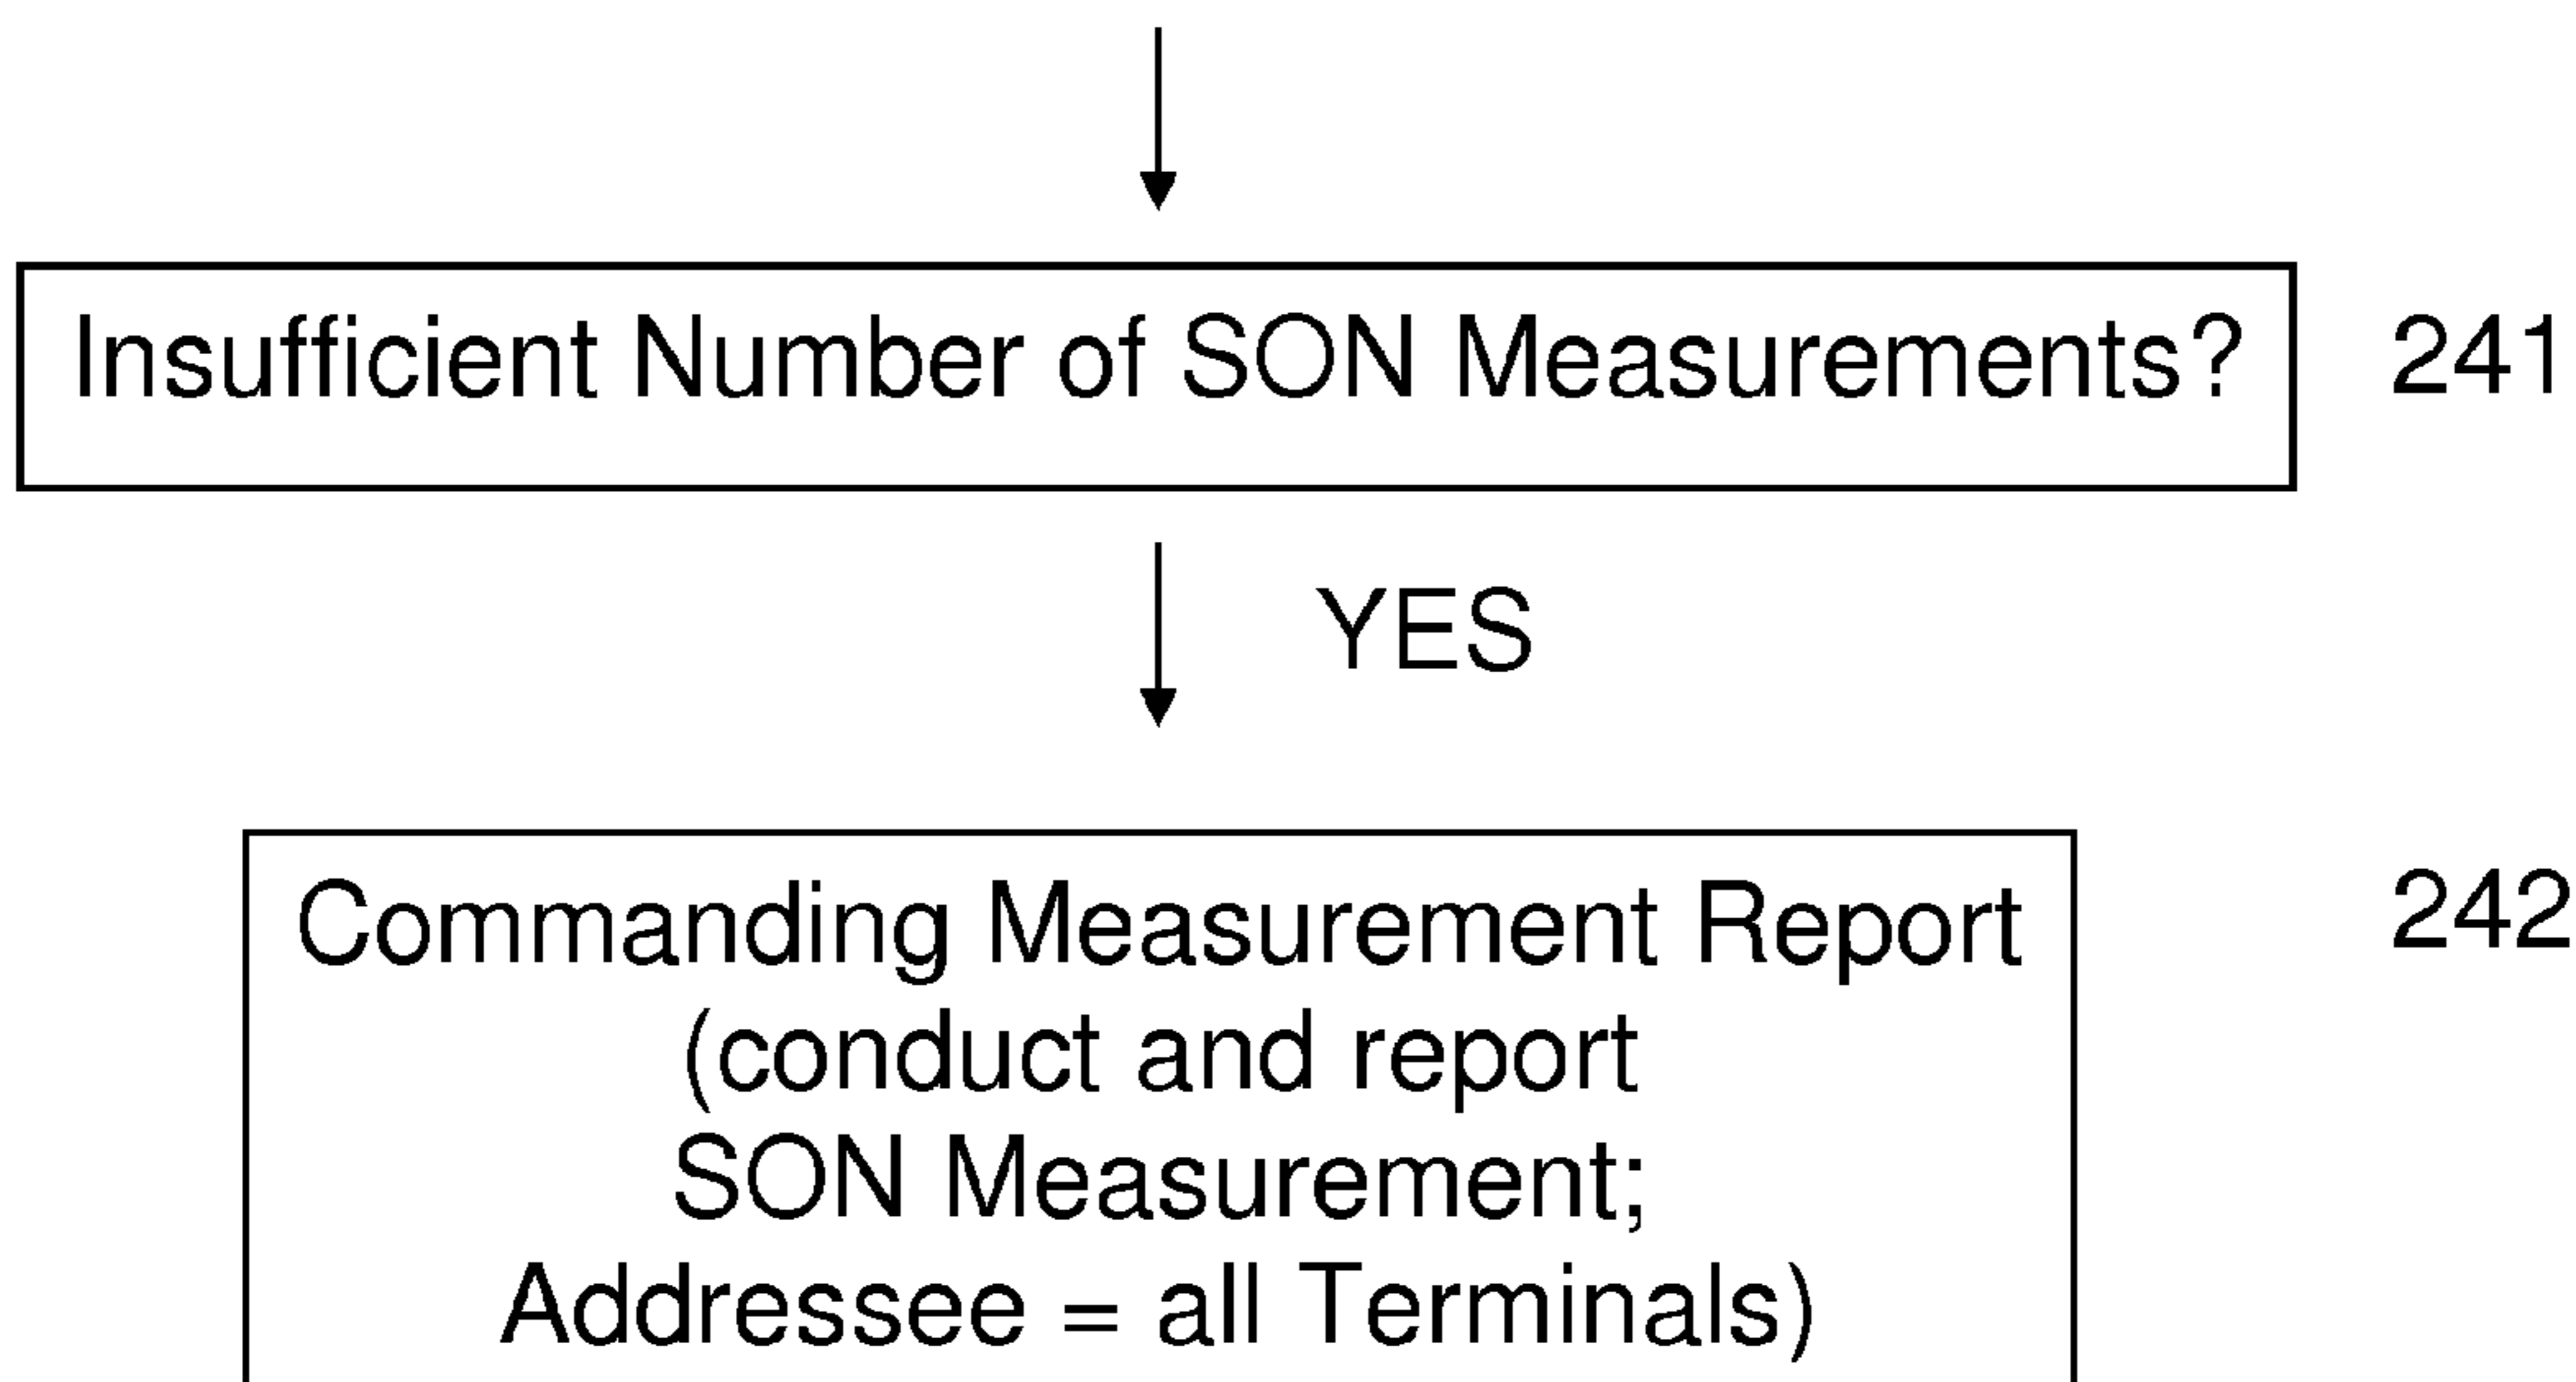 Insufficient Number of SON Measurements? 241
YES
Commanding Measurement Report 242
(conduct and report
SON Measurement;
Addressee = all Terminals)